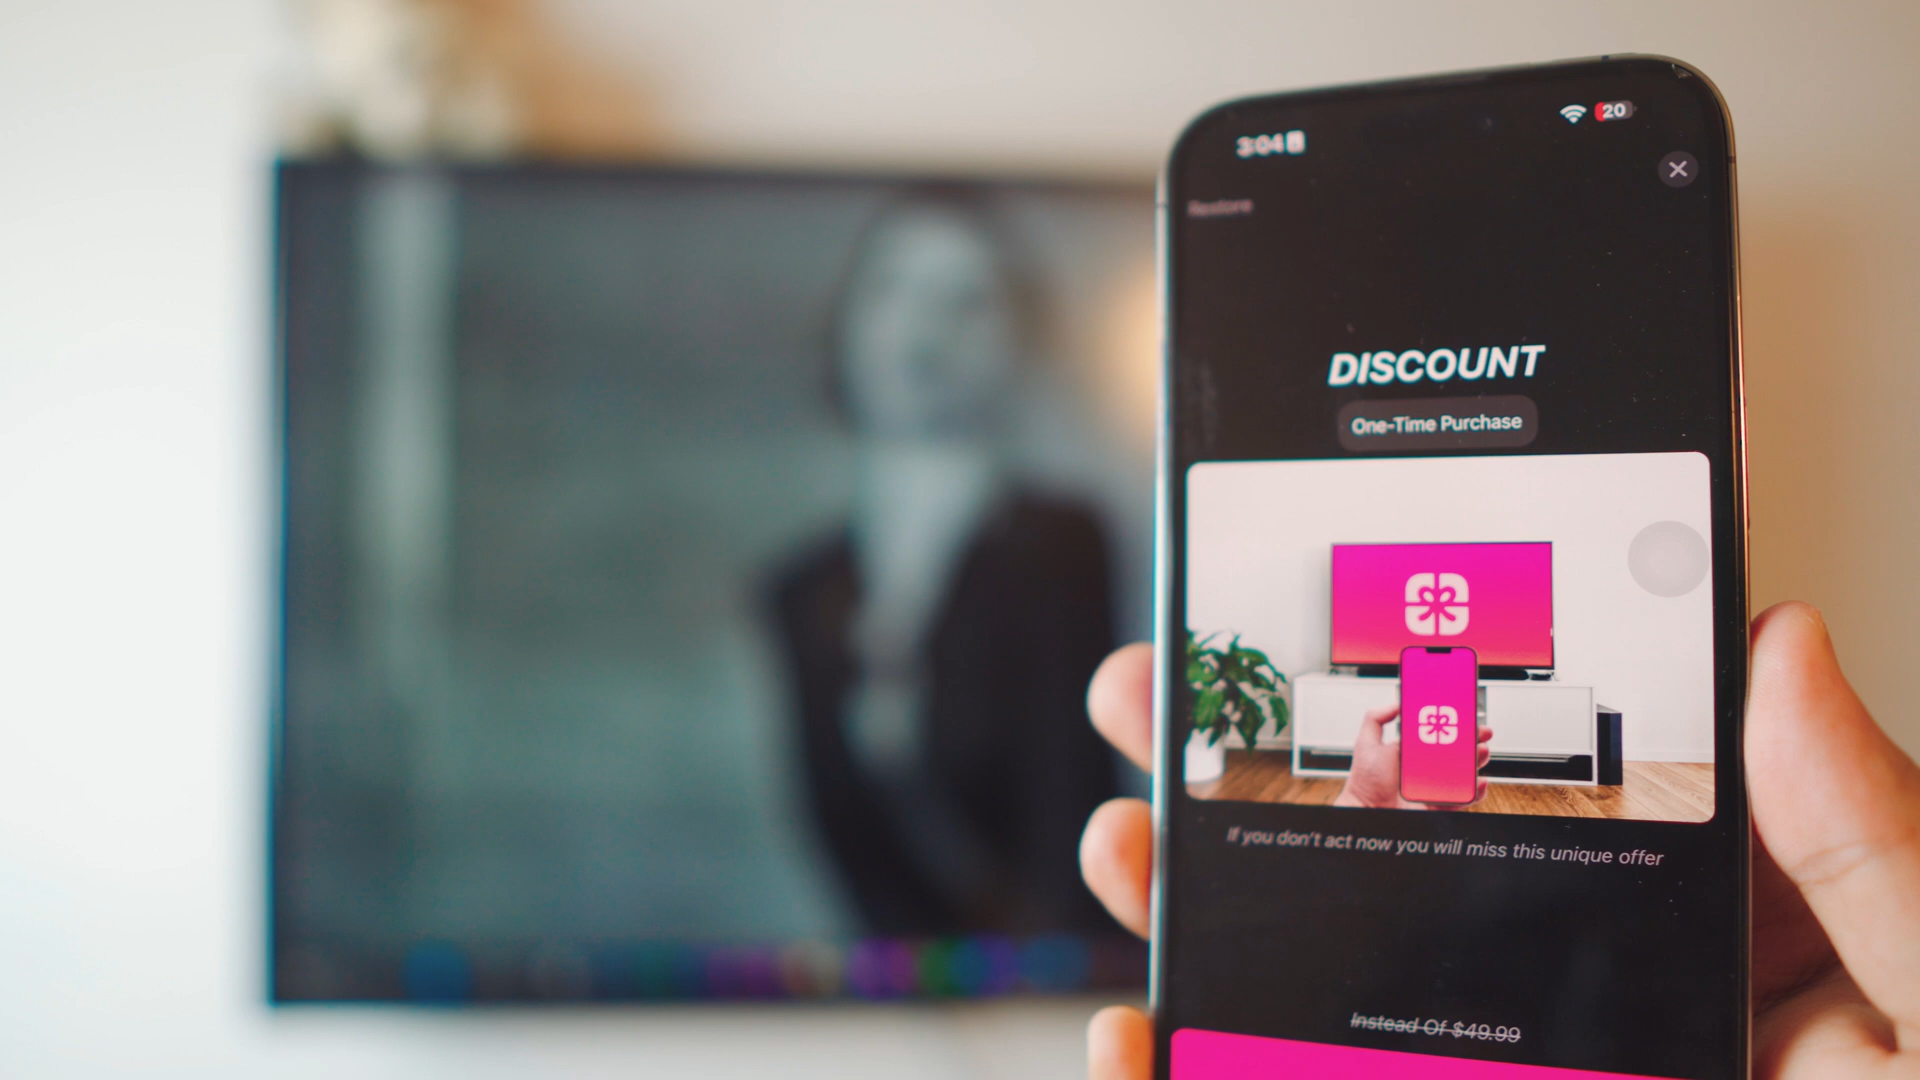 3:04
20
Restore
DISCOUNT
One-Time Purchase
If you don't act now you will miss this unique offer
Instead Of $49.99